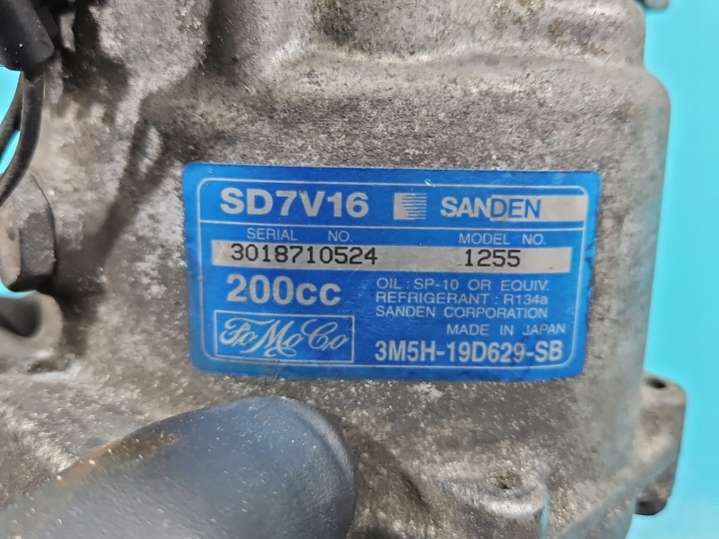 SD7V16 SANDEN
SERIAL NO. MODEL NO.
3018710524 1255
200cc OIL : SP-10 OR EQUIV.
REFRIGERANT : R134a
SANDEN CORPORATION
MADE IN JAPAN
FoMoCo 3M5H-19D629-SB